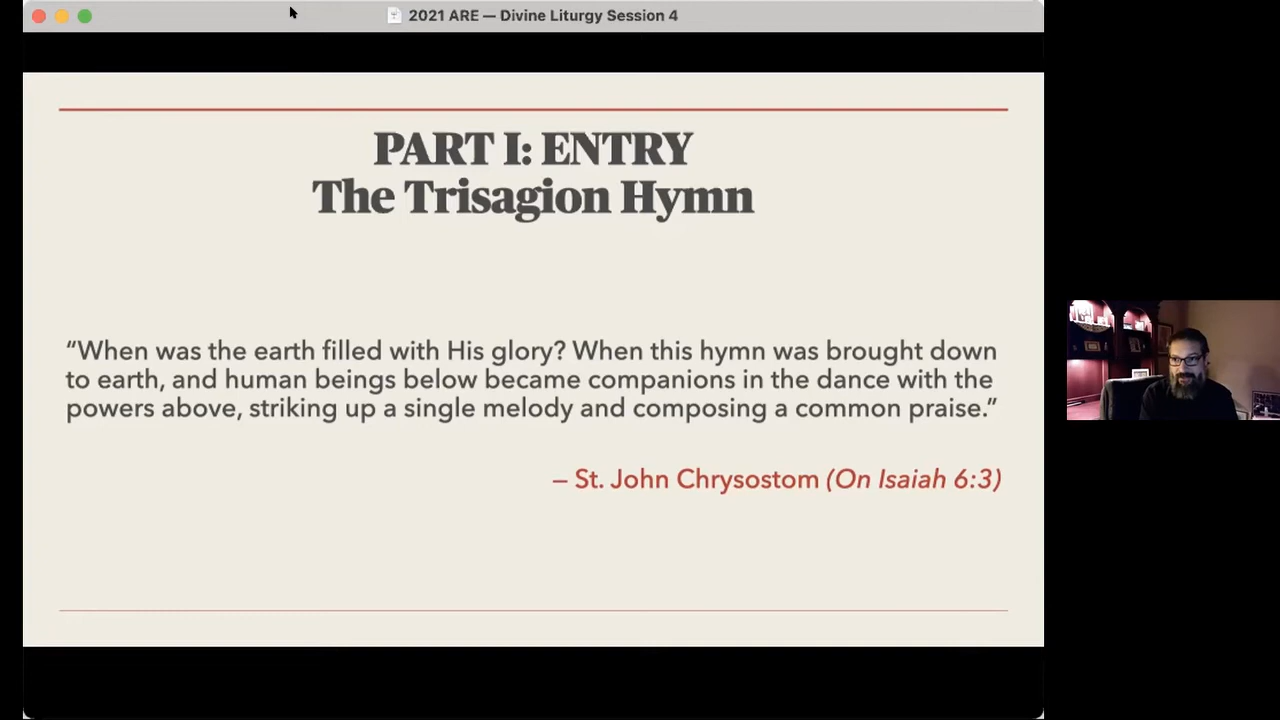 2021 ARE — Divine Liturgy Session 4
PART I: ENTRY
The Trisagion Hymn
“When was the earth filled with His glory? When this hymn was brought down
to earth, and human beings below became companions in the dance with the
powers above, striking up a single melody and composing a common praise.”
– St. John Chrysostom (On Isaiah 6:3)